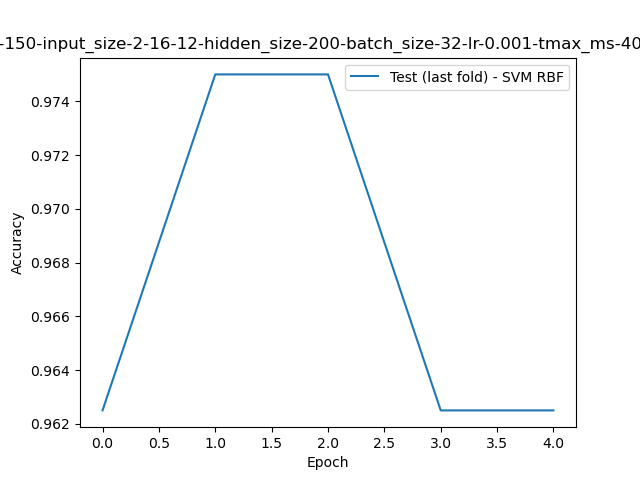 -150-input_size-2-16-12-hidden_size-200-batch_size-32-lr-0.001-tmax_ms-40
Test (last fold) - SVM RBF
Accuracy
0.974
0.972
0.970
0.968
0.966
0.964
0.962
0.0 0.5 1.0 1.5 2.0 2.5 3.0 3.5 4.0
Epoch